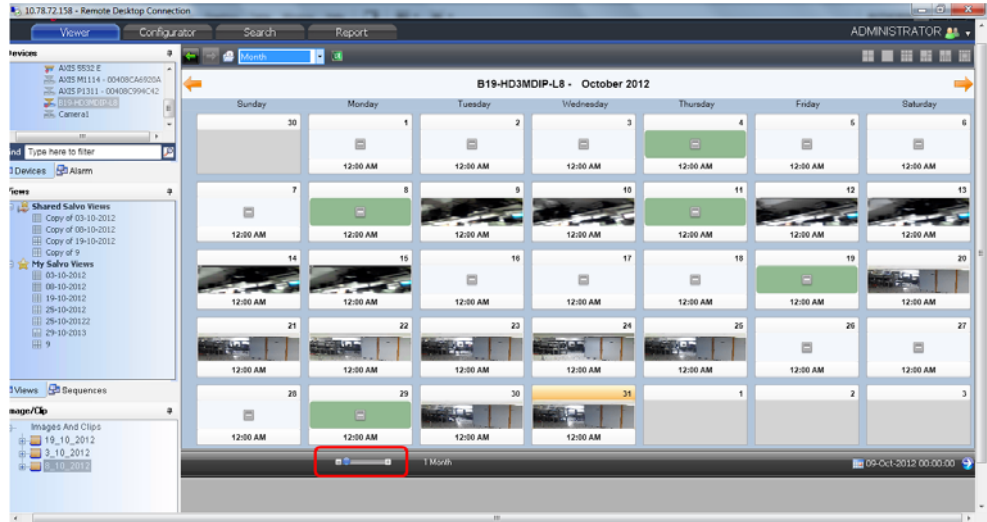 10.78.72.158 - Remote Desktop Connection
Viewer Configurator Search Report ADMINISTRATOR
Devices
Month
AXIS 5532 E
AXIS M1114 - 00408CA6920A
AXIS P1311 - 00408C994C42
B19-HD3MDIP-L8
Camera1
B19-HD3MDIP-L8 - October 2012
Sunday Monday Tuesday Wednesday Thursday Friday Saturday
30 1 2 3 4 5 6
12:00 AM 12:00 AM 12:00 AM 12:00 AM 12:00 AM 12:00 AM
7 8 9 10 11 12 13
12:00 AM 12:00 AM 12:00 AM 12:00 AM 12:00 AM 12:00 AM 12:00 AM
14 15 16 17 18 19 20
12:00 AM 12:00 AM 12:00 AM 12:00 AM 12:00 AM 12:00 AM 12:00 AM
21 22 23 24 25 26 27
12:00 AM 12:00 AM 12:00 AM 12:00 AM 12:00 AM 12:00 AM 12:00 AM
28 29 30 31 1 2 3
12:00 AM 12:00 AM 12:00 AM 12:00 AM
ind Type here to filter
Devices Alarm
Views
Shared Salvo Views
Copy of 03-10-2012
Copy of 08-10-2012
Copy of 19-10-2012
Copy of 9
My Salvo Views
03-10-2012
08-10-2012
19-10-2012
25-10-2012
25-10-20122
29-10-2013
9
Views Sequences
mage/Clip
Images And Clips
19_10_2012
3_10_2012
8_10_2012
1 Month
09-Oct-2012 00:00:00